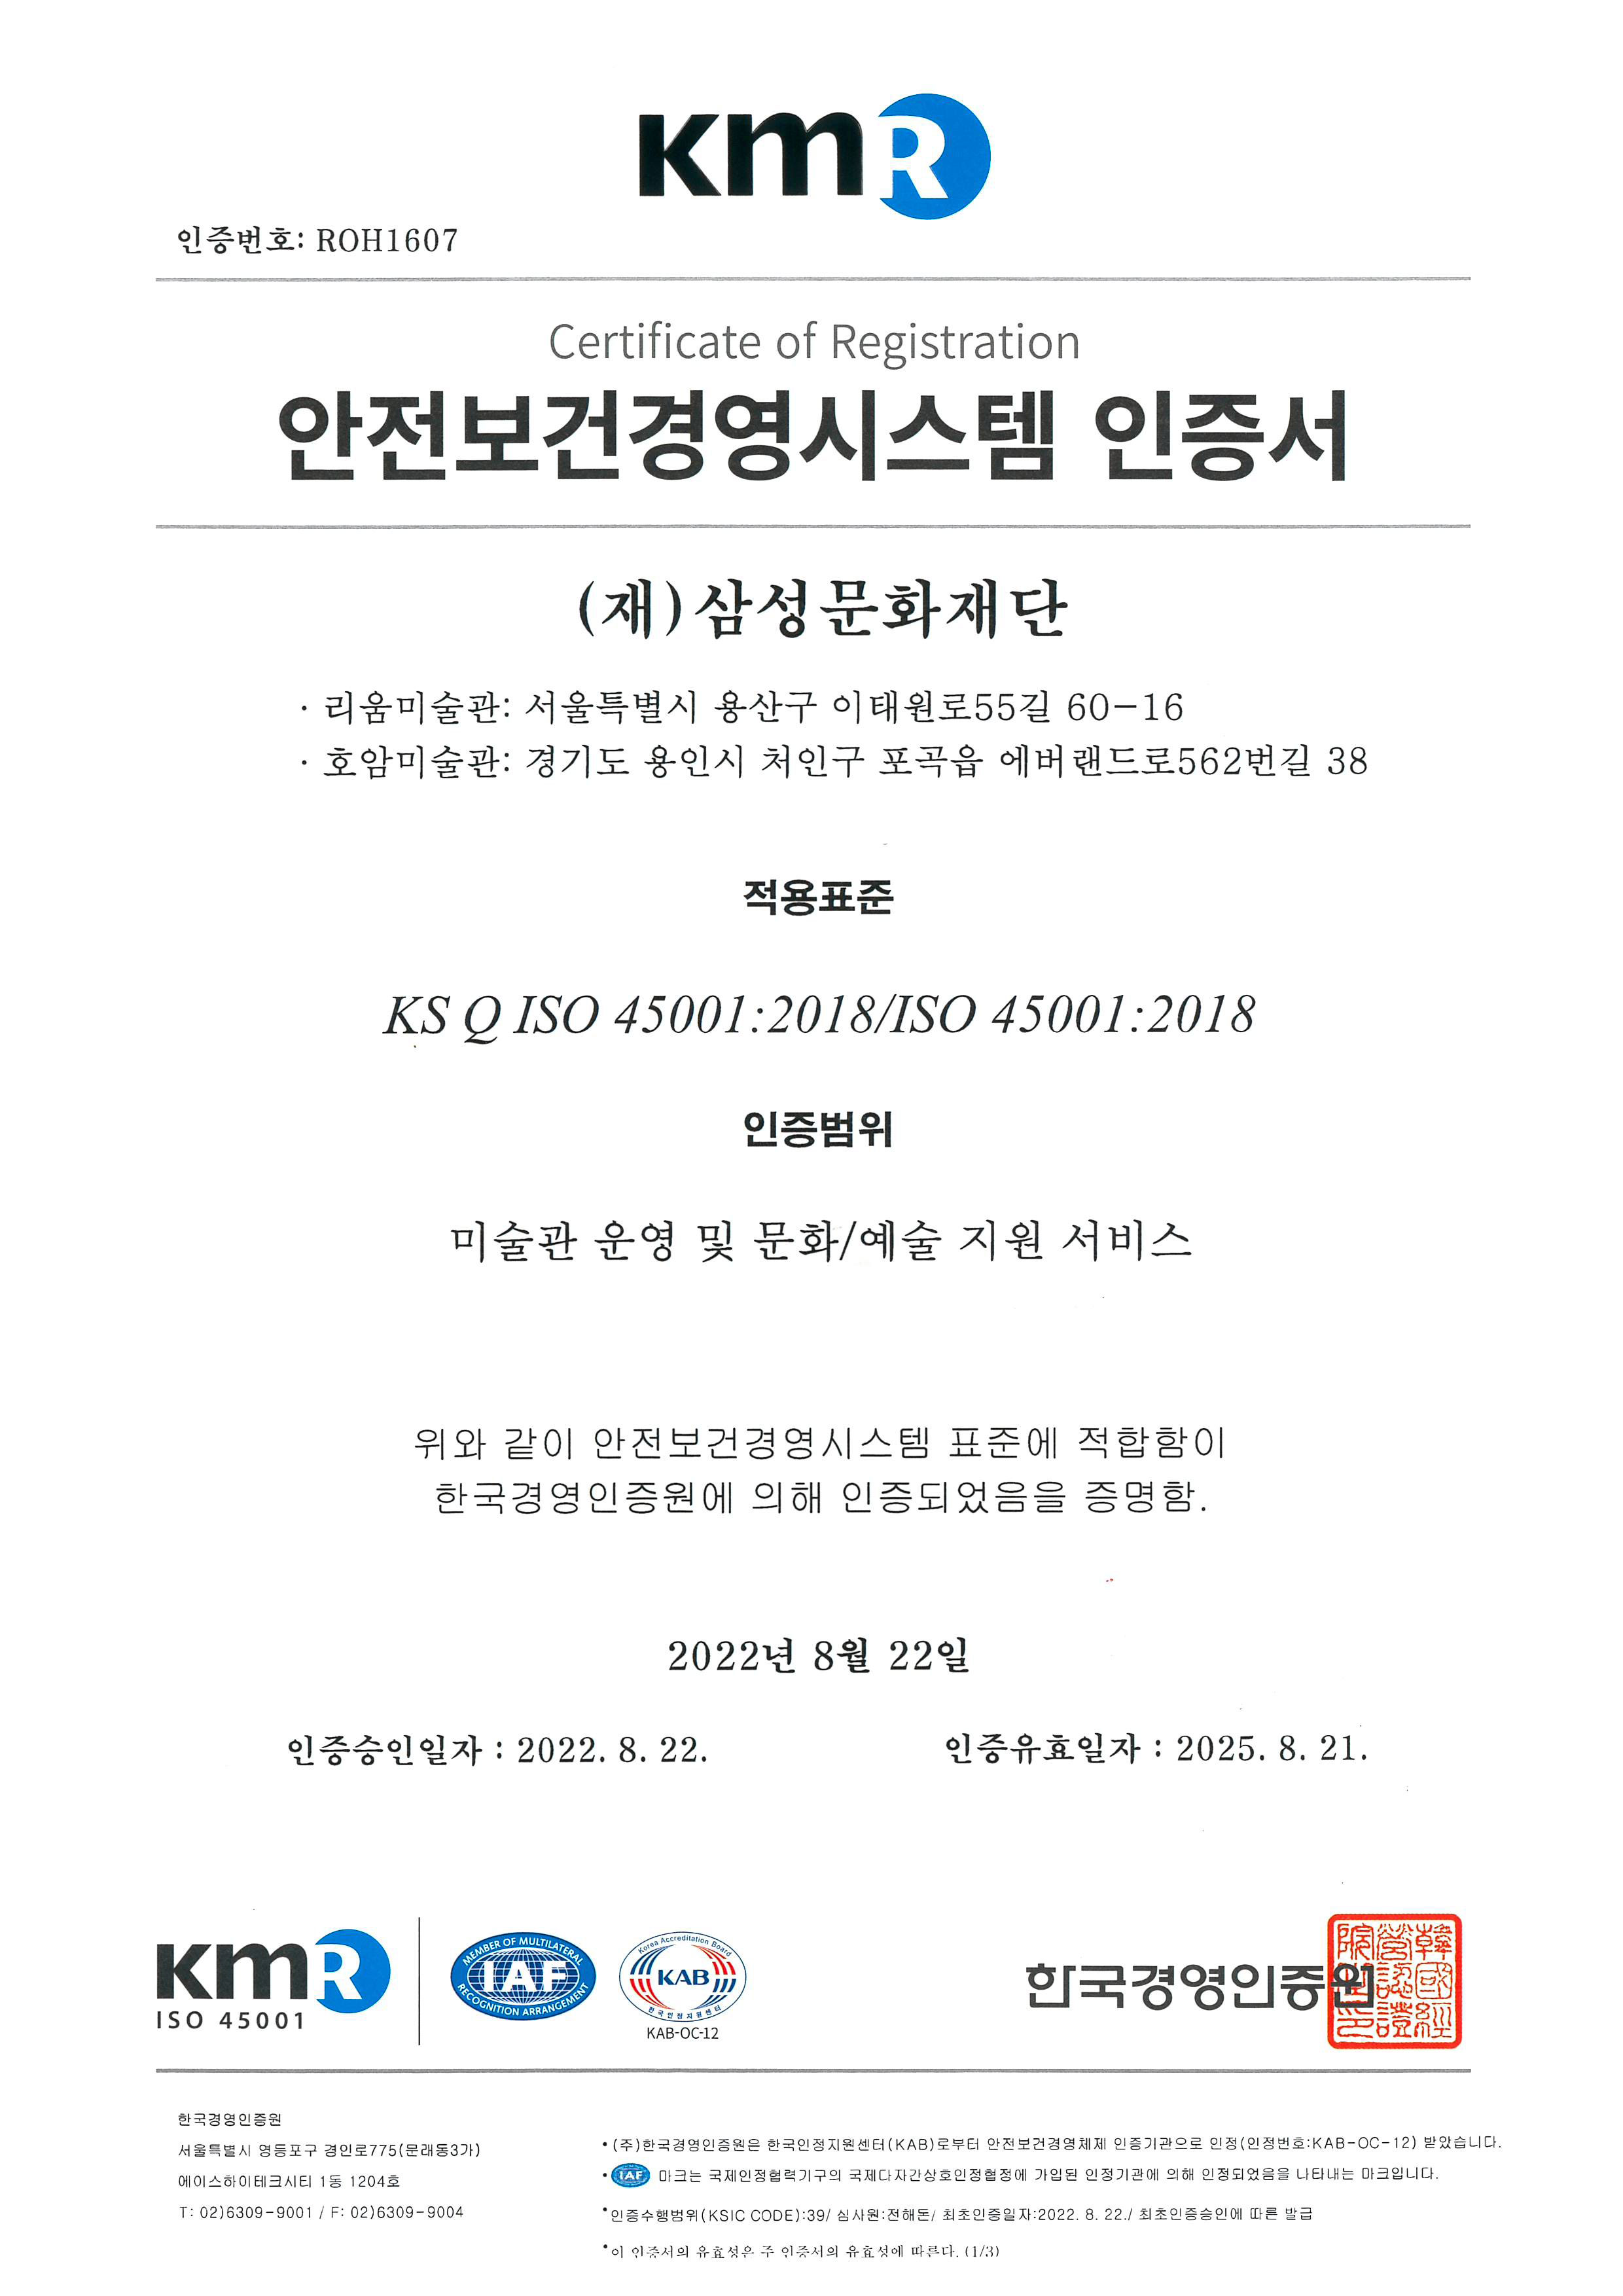 KMR
인증번호: ROH1607
Certificate of Registration
안전보건경영시스템 인증서
(재)삼성문화재단
· 리움미술관: 서울특별시 용산구 이태원로55길 60-16
· 호암미술관: 경기도 용인시 처인구 포곡읍 에버랜드로562번길 38
적용표준
KS Q ISO 45001:2018/ISO 45001:2018
인증범위
미술관 운영 및 문화/예술 지원 서비스
위와 같이 안전보건경영시스템 표준에 적합함이
한국경영인증원에 의해 인증되었음을 증명함.
2022년 8월 22일
인증승인일자 : 2022. 8. 22.
인증유효일자 : 2025. 8. 21.
KMR
ISO 45001
MEMBER OF MULTILATERAL
IAF
RECOGNITION ARRANGEMENT
Korea Accreditation Board
KAB
한국인정지원센터
KAB-OC-12
한국경영인증원
韓國經
營認證
院
한국경영인증원
서울특별시 영등포구 경인로775(문래동3가)
에이스하이테크시티 1동 1204호
T: 02)6309-9001 / F: 02)6309-9004
•(주)한국경영인증원은 한국인정지원센터(KAB)로부터 안전보건경영체제 인증기관으로 인정(인정번호:KAB-OC-12) 받았습니다.
• IAF 마크는 국제인정협력기구의 국제다자간상호인정협정에 가입된 인정기관에 의해 인정되었음을 나타내는 마크입니다.
•인증수행범위(KSIC CODE):39/ 심사원:전해돈/ 최초인증일자:2022. 8. 22./ 최초인증승인에 따른 발급
•이 인증서의 유효성은 주 인증서의 유효성에 따른다. (1/3)